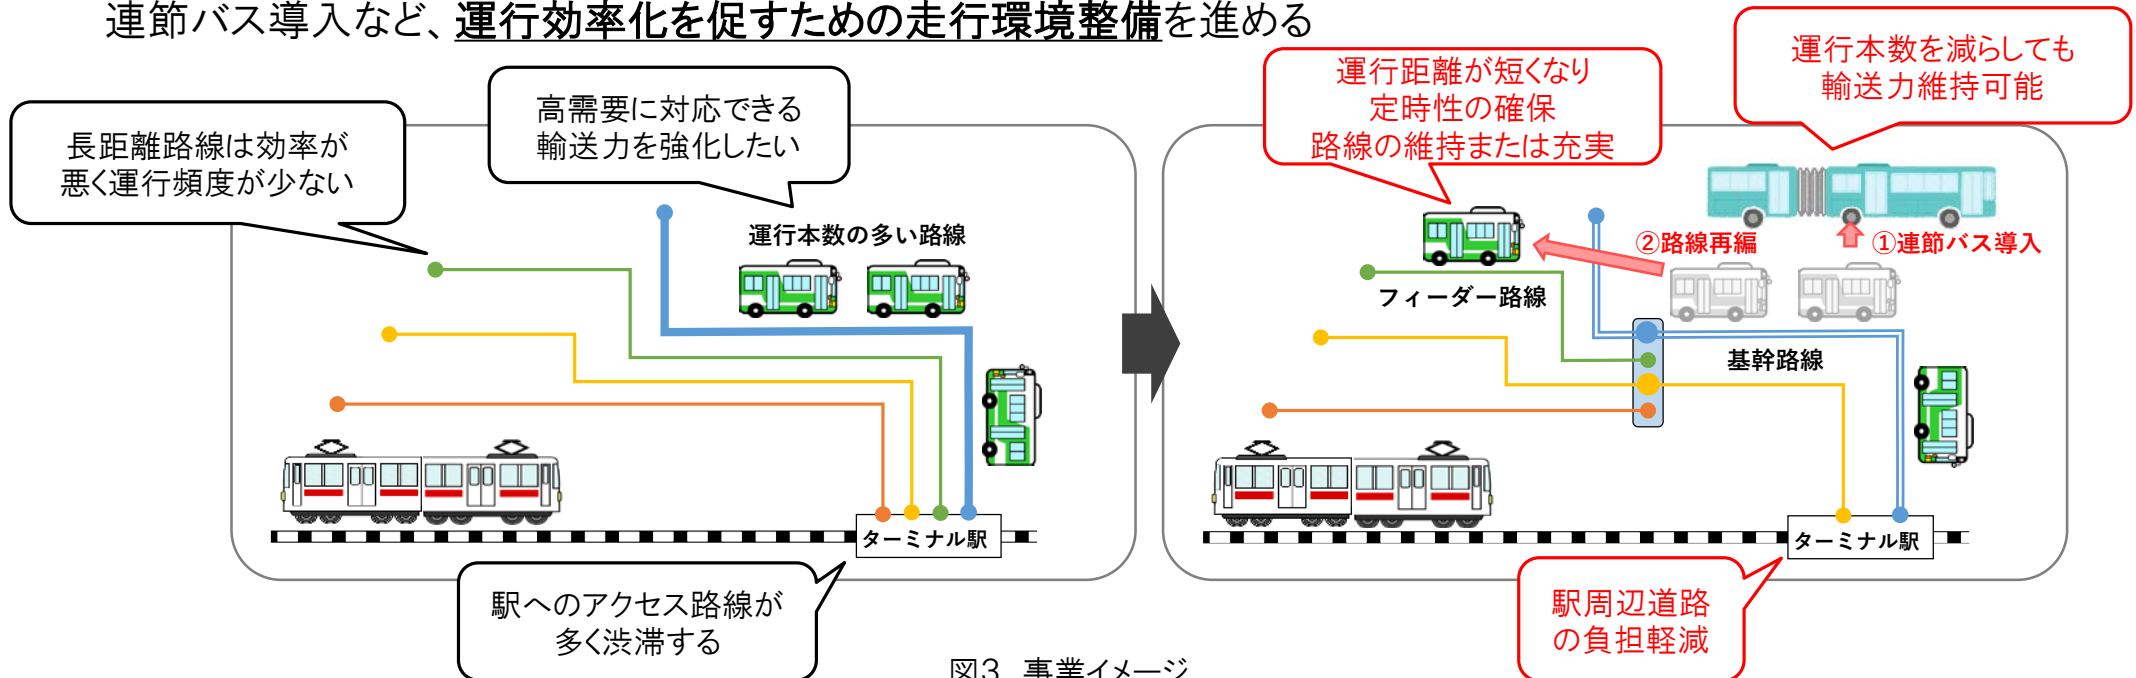 連節バス導入など、運行効率化を促すための走行環境整備を進める
長距離路線は効率が
悪く運行頻度が少ない
高需要に対応できる
輸送力を強化したい
運行本数の多い路線
ターミナル駅
駅へのアクセス路線が
多く渋滞する
運行距離が短くなり
定時性の確保
路線の維持または充実
運行本数を減らしても
輸送力維持可能
②路線再編
①連節バス導入
フィーダー路線
基幹路線
ターミナル駅
駅周辺道路
の負担軽減
図3 事業イメージ